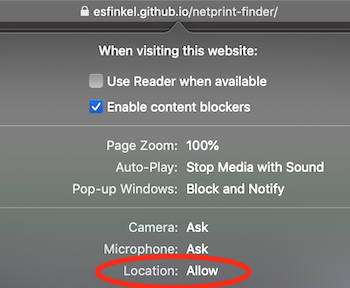 esfinkel.github.io/netprint-finder/
When visiting this website:
Use Reader when available
Enable content blockers
Page Zoom: 100%
Auto-Play: Stop Media with Sound
Pop-up Windows: Block and Notify
Camera: Ask
Microphone: Ask
Location: Allow